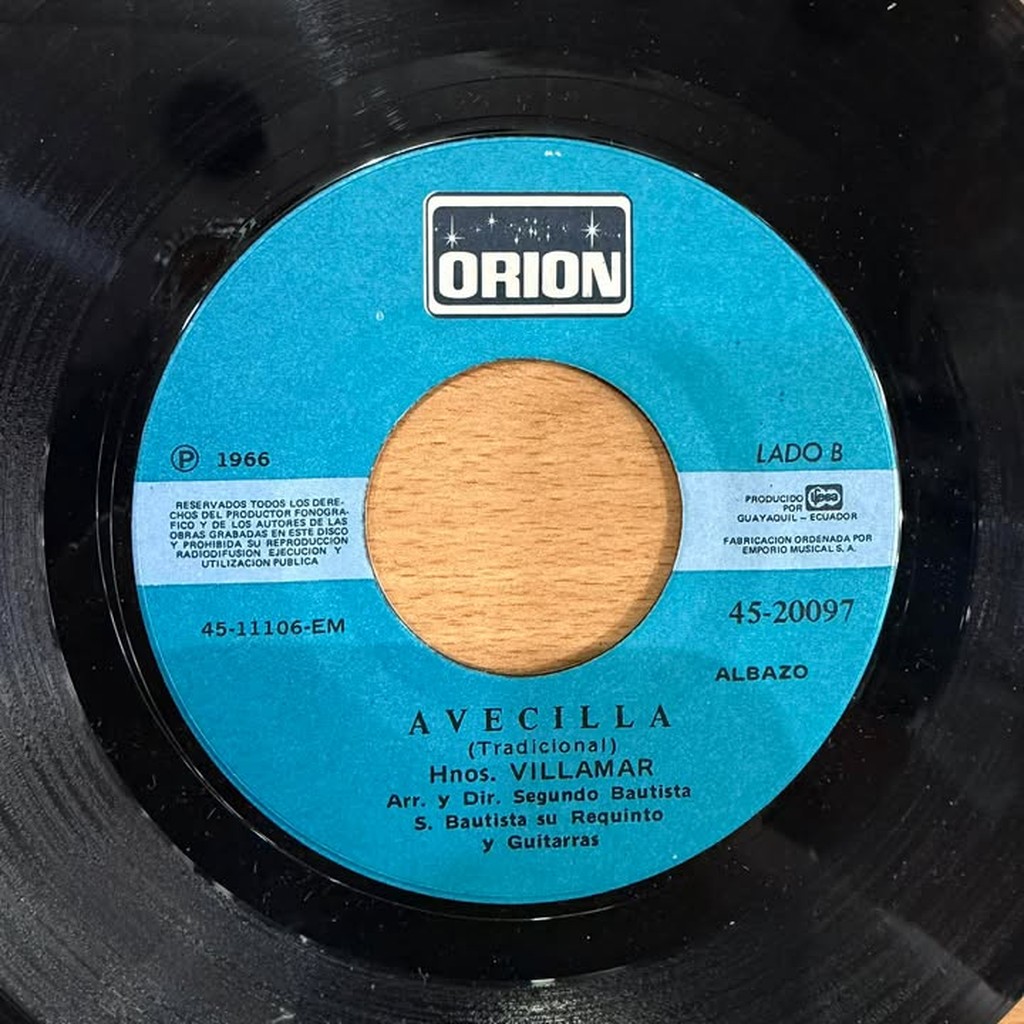 ORION
Ⓟ 1966
LADO B
RESERVADOS TODOS LOS DERE-
CHOS DEL PRODUCTOR FONOGRA-
FICO Y DE LOS AUTORES DE LAS
OBRAS GRABADAS EN ESTE DISCO
Y PROHIBIDA SU REPRODUCCION
RADIODIFUSION EJECUCION Y
UTILIZACION PUBLICA
PRODUCIDO
POR
GUAYAQUIL - ECUADOR
FABRICACION ORDENADA POR
EMPORIO MUSICAL S. A.
45-11106-EM
45-20097
ALBAZO
AVECILLA
(Tradicional)
Hnos. VILLAMAR
Arr. y Dir. Segundo Bautista
S. Bautista su Requinto
y Guitarras